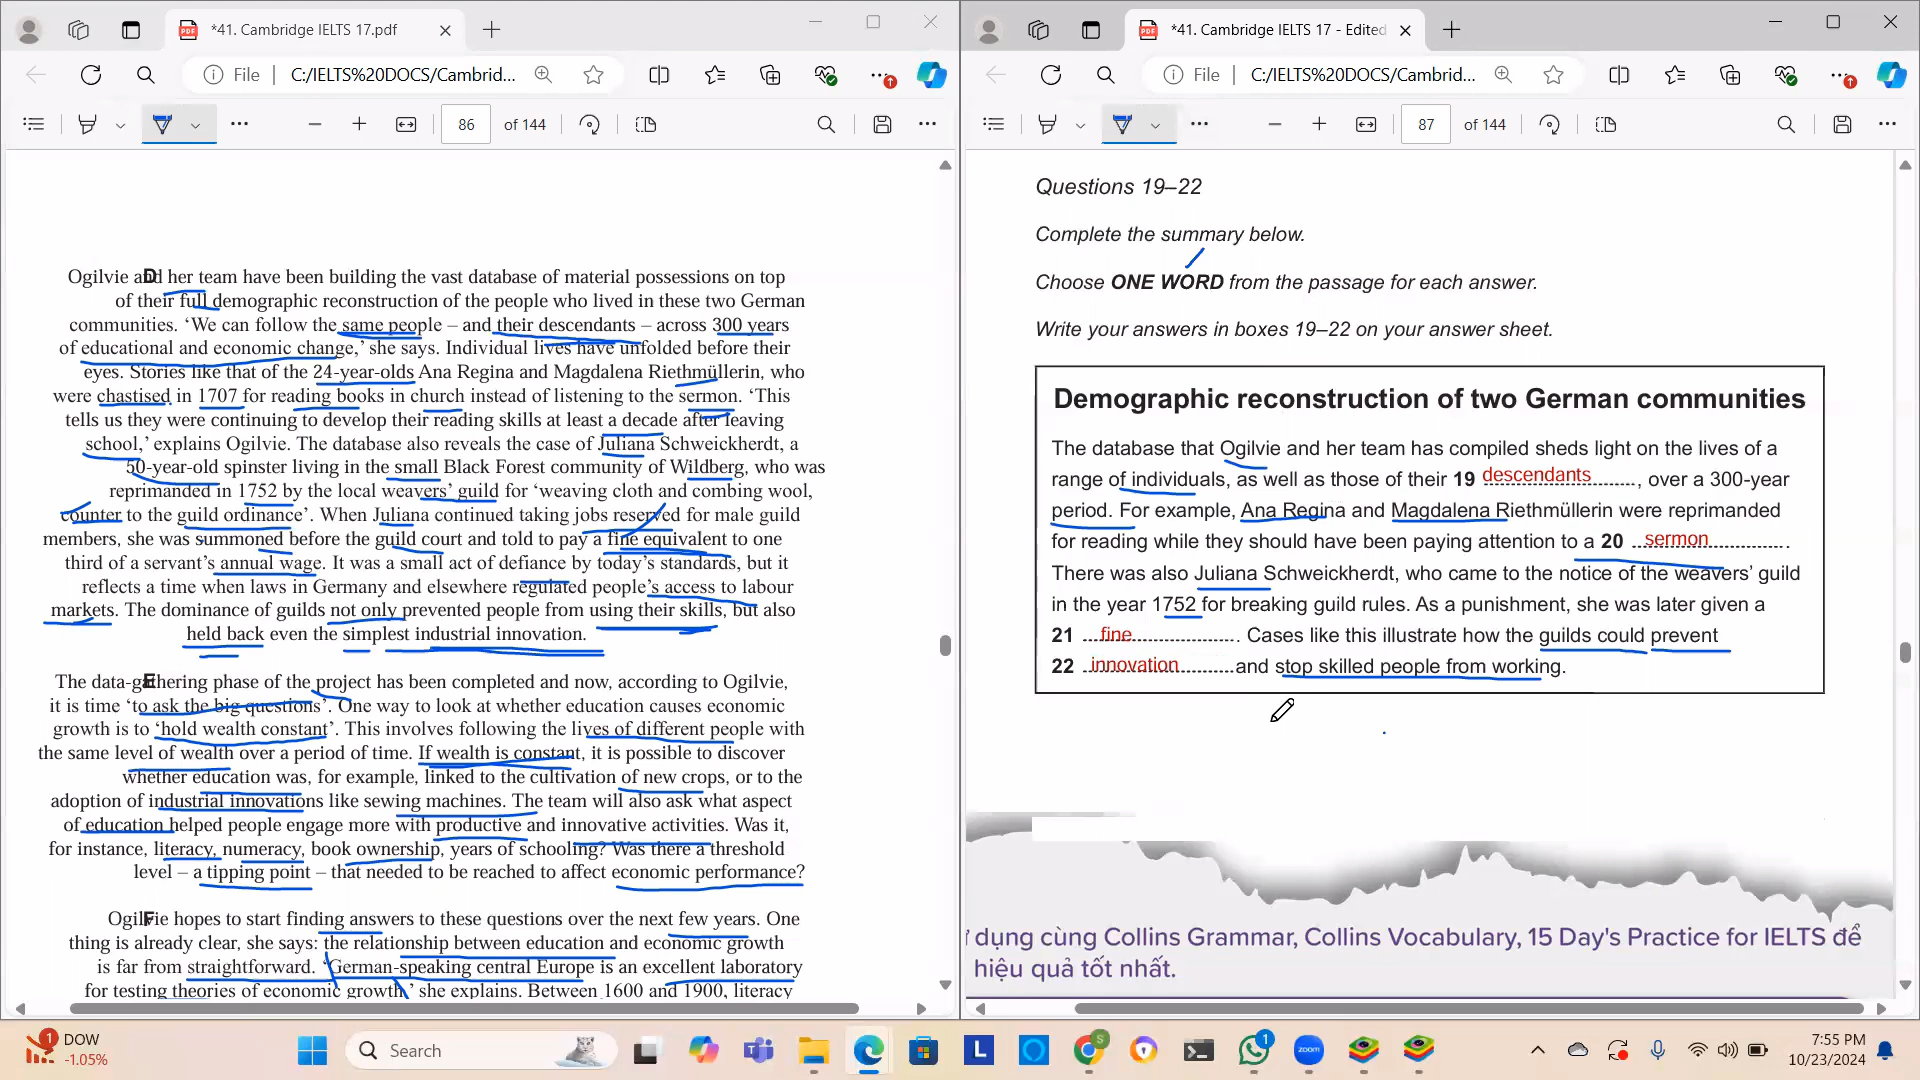 *41. Cambridge IELTS 17.pdf
File
C:/IELTS%20DOCS/Cambrid...
86 of 144
Ogilvie and her team have been building the vast database of material possessions on top
of their full demographic reconstruction of the people who lived in these two German
communities. ‘We can follow the same people – and their descendants – across 300 years
of educational and economic change,’ she says. Individual lives have unfolded before their
eyes. Stories like that of the 24-year-olds Ana Regina and Magdalena Riethmüllerin, who
were chastised in 1707 for reading books in church instead of listening to the sermon. ‘This
tells us they were continuing to develop their reading skills at least a decade after leaving
school,’ explains Ogilvie. The database also reveals the case of Juliana Schweickherdt, a
50-year-old spinster living in the small Black Forest community of Wildberg, who was
reprimanded in 1752 by the local weavers’ guild for ‘weaving cloth and combing wool,
counter to the guild ordinance’. When Juliana continued taking jobs reserved for male guild
members, she was summoned before the guild court and told to pay a fine equivalent to one
third of a servant’s annual wage. It was a small act of defiance by today’s standards, but it
reflects a time when laws in Germany and elsewhere regulated people’s access to labour
markets. The dominance of guilds not only prevented people from using their skills, but also
held back even the simplest industrial innovation.
D
The data-gathering phase of the project has been completed and now, according to Ogilvie,
it is time ‘to ask the big questions’. One way to look at whether education causes economic
growth is to ‘hold wealth constant’. This involves following the lives of different people with
the same level of wealth over a period of time. If wealth is constant, it is possible to discover
whether education was, for example, linked to the cultivation of new crops, or to the
adoption of industrial innovations like sewing machines. The team will also ask what aspect
of education helped people engage more with productive and innovative activities. Was it,
for instance, literacy, numeracy, book ownership, years of schooling? Was there a threshold
level – a tipping point – that needed to be reached to affect economic performance?
E
Ogilvie hopes to start finding answers to these questions over the next few years. One
thing is already clear, she says: the relationship between education and economic growth
is far from straightforward. ‘German-speaking central Europe is an excellent laboratory
for testing theories of economic growth,’ she explains. Between 1600 and 1900, literacy
F
*41. Cambridge IELTS 17 - Edited
File
C:/IELTS%20DOCS/Cambrid...
87 of 144
Questions 19–22
Complete the summary below.
Choose ONE WORD from the passage for each answer.
Write your answers in boxes 19–22 on your answer sheet.
Demographic reconstruction of two German communities
The database that Ogilvie and her team has compiled sheds light on the lives of a
range of individuals, as well as those of their 19 descendants, over a 300-year
period. For example, Ana Regina and Magdalena Riethmüllerin were reprimanded
for reading while they should have been paying attention to a 20 sermon.
There was also Juliana Schweickherdt, who came to the notice of the weavers’ guild
in the year 1752 for breaking guild rules. As a punishment, she was later given a
21 fine. Cases like this illustrate how the guilds could prevent
22 innovation and stop skilled people from working.
dụng cùng Collins Grammar, Collins Vocabulary, 15 Day's Practice for IELTS để
hiệu quả tốt nhất.
1
DOW
-1.05%
Search
L
S
1
zoom
7:55 PM
10/23/2024